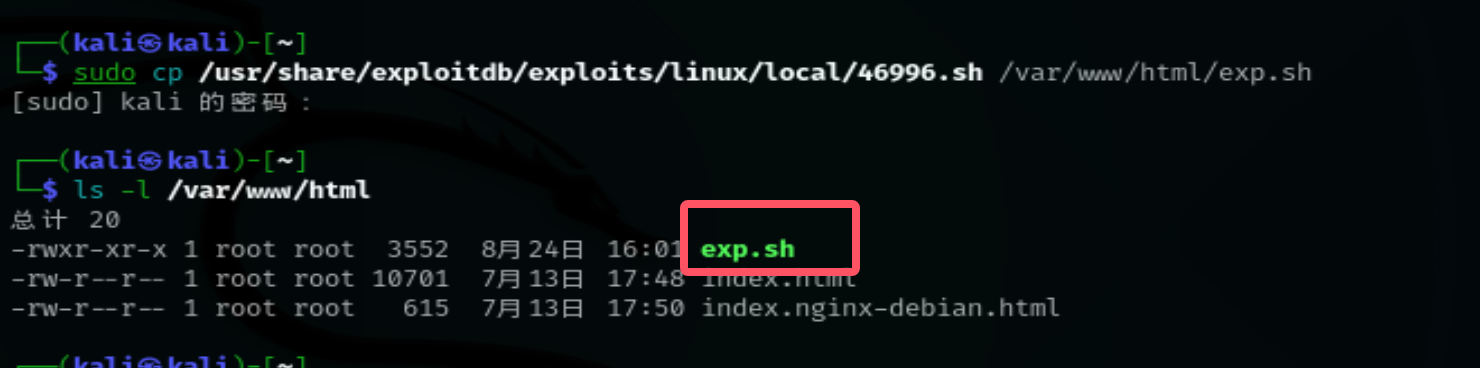 ┌──(kali㉿kali)-[~]
└─$ sudo cp /usr/share/exploitdb/exploits/linux/local/46996.sh /var/www/html/exp.sh
[sudo] kali 的密码：
┌──(kali㉿kali)-[~]
└─$ ls -l /var/www/html
总计 20
-rwxr-xr-x 1 root root  3552  8月24日 16:01 exp.sh
-rw-r--r-- 1 root root 10701  7月13日 17:48 index.html
-rw-r--r-- 1 root root   615  7月13日 17:50 index.nginx-debian.html
┌──(kali㉿kali)-[~]